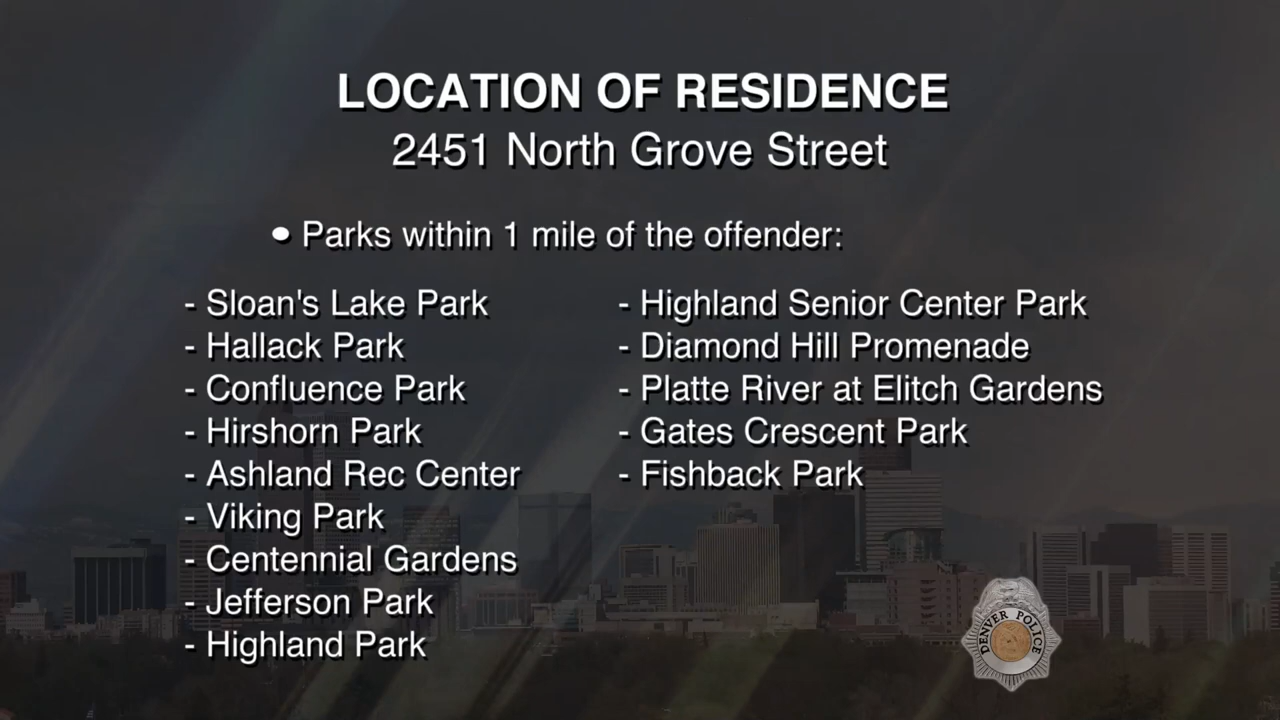 LOCATION OF RESIDENCE
2451 North Grove Street
• Parks within 1 mile of the offender:
- Sloan's Lake Park
- Hallack Park
- Confluence Park
- Hirshorn Park
- Ashland Rec Center
- Viking Park
- Centennial Gardens
- Jefferson Park
- Highland Park
- Highland Senior Center Park
- Diamond Hill Promenade
- Platte River at Elitch Gardens
- Gates Crescent Park
- Fishback Park
DENVER POLICE